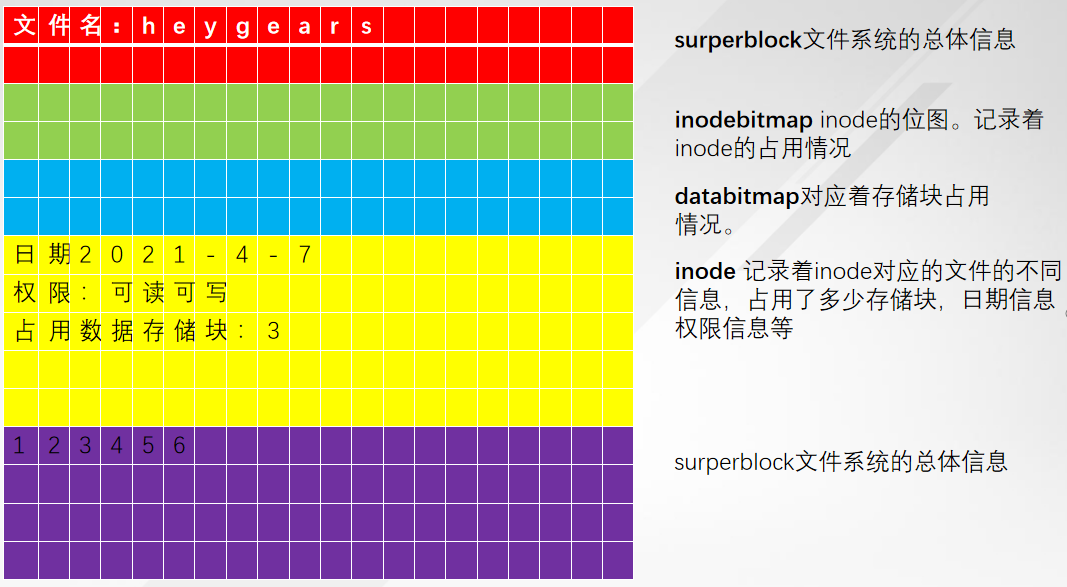 文件名：heygears
surperblock文件系统的总体信息
inodebitmap inode的位图。记录着
inode的占用情况
databitmap对应着存储块占用
情况。
日期2021-4-7
权限：可读可写
占用数据存储块：3
inode 记录着inode对应的文件的不同
信息，占用了多少存储块，日期信息。
权限信息等
123456
surperblock文件系统的总体信息